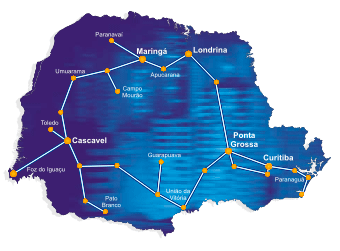 Paranavaí
Maringá
Londrina
Umuarama
Apucarana
Campo
Mourão
Toledo
Cascavel
Ponta
Grossa
Foz do Iguaçu
Guarapuava
Curitiba
Paranaguá
Pato
Branco
União da
Vitória